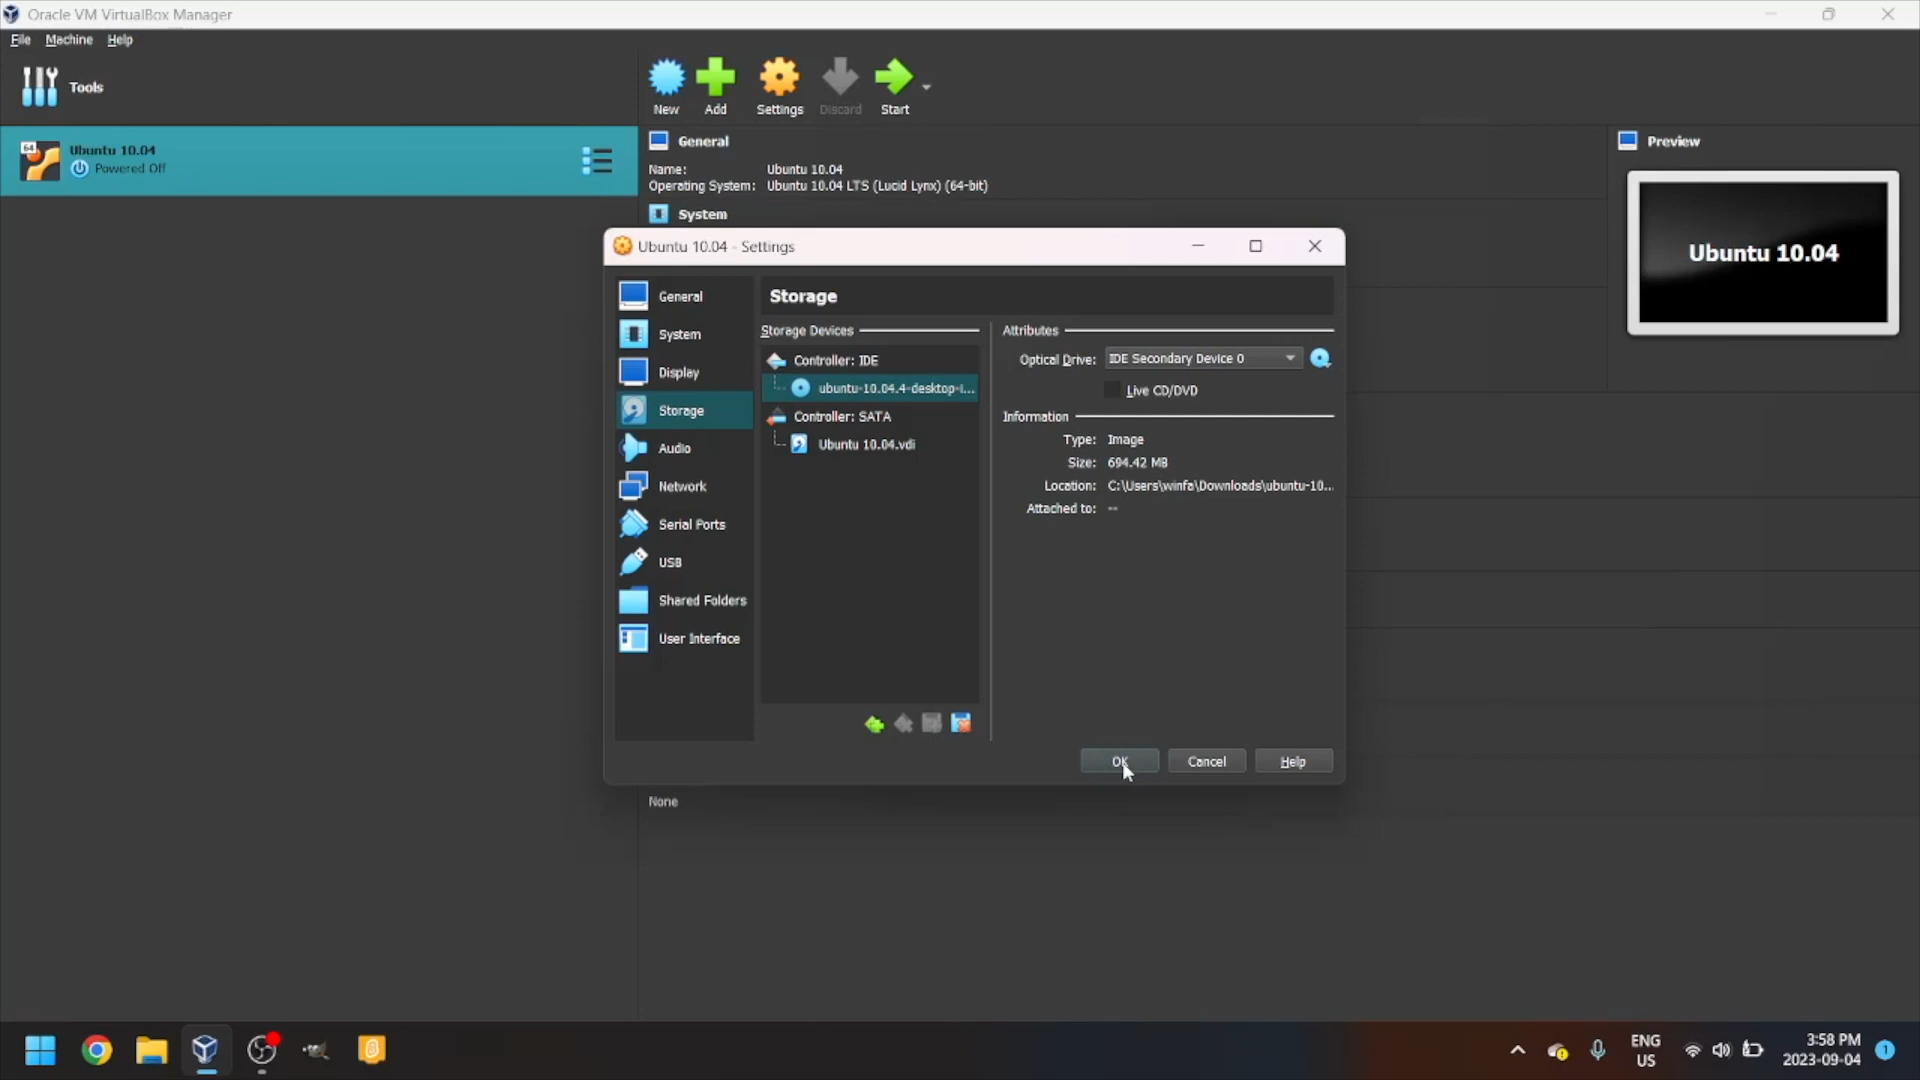 Oracle VM VirtualBox Manager
File Machine Help
Tools
New Add Settings Discard Start
64
Ubuntu 10.04
Powered Off
General
Name: Ubuntu 10.04
Operating System: Ubuntu 10.04 LTS (Lucid Lynx) (64-bit)
System
Preview
Ubuntu 10.04
Ubuntu 10.04 - Settings
General
System
Display
Storage
Audio
Network
Serial Ports
USB
Shared Folders
User Interface
Storage
Storage Devices
Controller: IDE
ubuntu-10.04.4-desktop-i...
Controller: SATA
Ubuntu 10.04.vdi
Attributes
Optical Drive: IDE Secondary Device 0
Live CD/DVD
Information
Type: Image
Size: 694.42 MB
Location: C:\Users\winfa\Downloads\ubuntu-10...
Attached to: --
OK Cancel Help
None
ENG
US
3:58 PM
2023-09-04
1